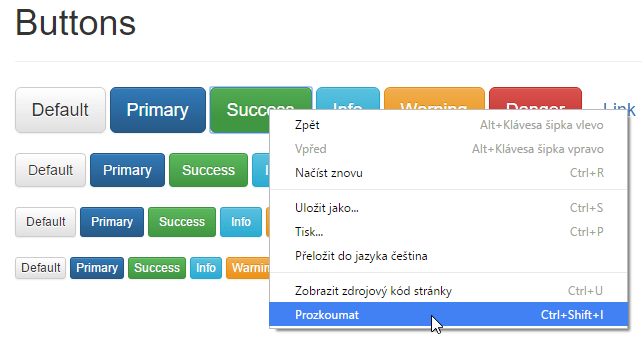 Buttons
Default Primary Success Info Warning Danger Link
Zpět Alt+Klávesa šipka vlevo
Default Primary Success
Vpřed Alt+Klávesa šipka vpravo
Načíst znovu Ctrl+R
Uložit jako... Ctrl+S
Default Primary Success Info
Tisk... Ctrl+P
Přeložit do jazyka čeština
Default Primary Success Info
Zobrazit zdrojový kód stránky Ctrl+U
Prozkoumat Ctrl+Shift+I